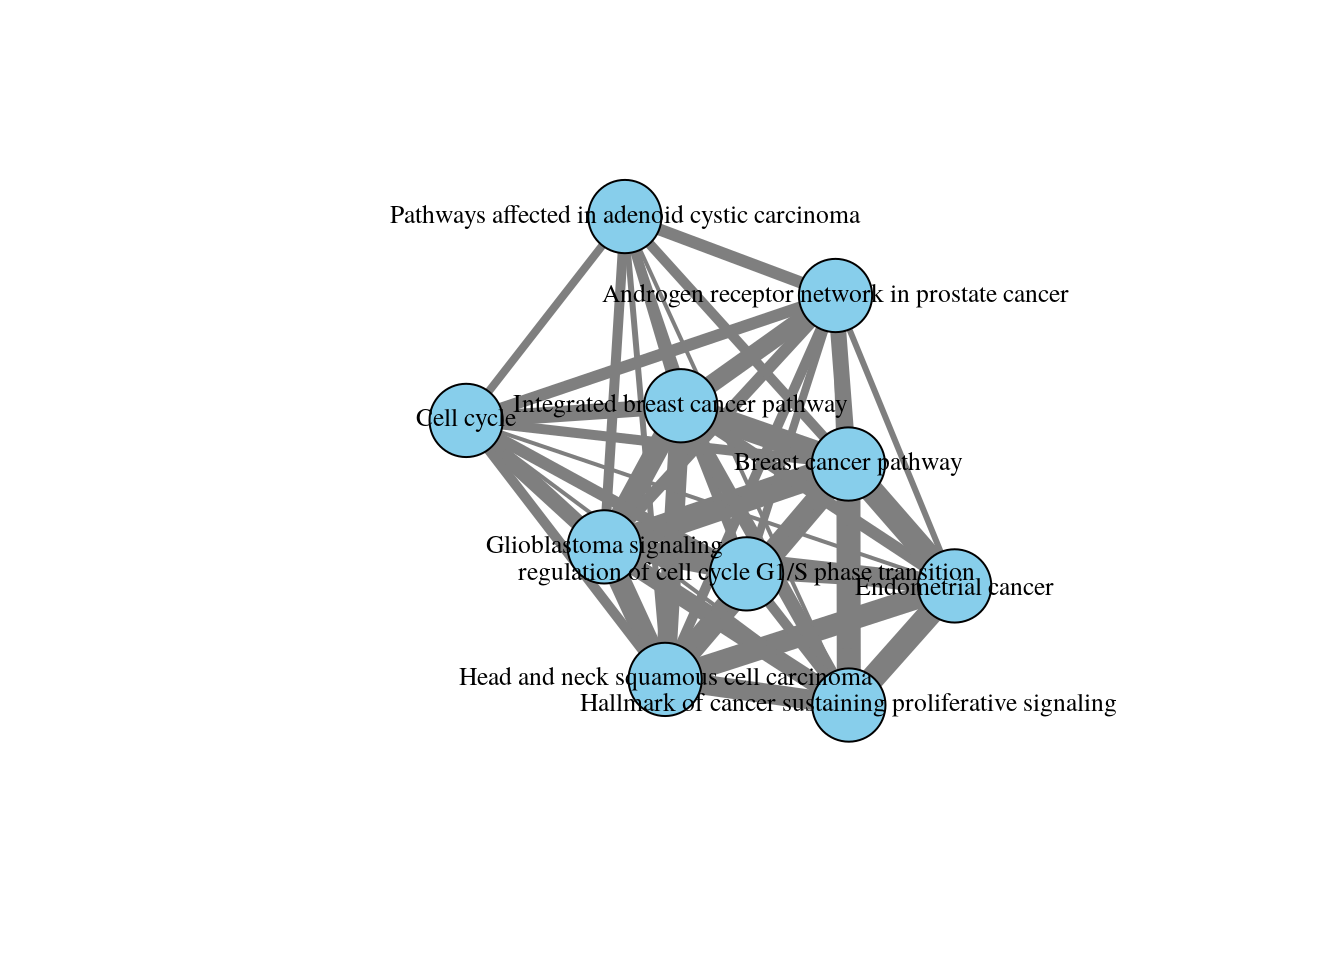 Pathways affected in adenoid cystic carcinoma
Androgen receptor network in prostate cancer
Integrated breast cancer pathway
Cell cycle
Breast cancer pathway
Glioblastoma signaling
regulation of cell cycle G1/S phase transition
Endometrial cancer
Head and neck squamous cell carcinoma
Hallmark of cancer sustaining proliferative signaling